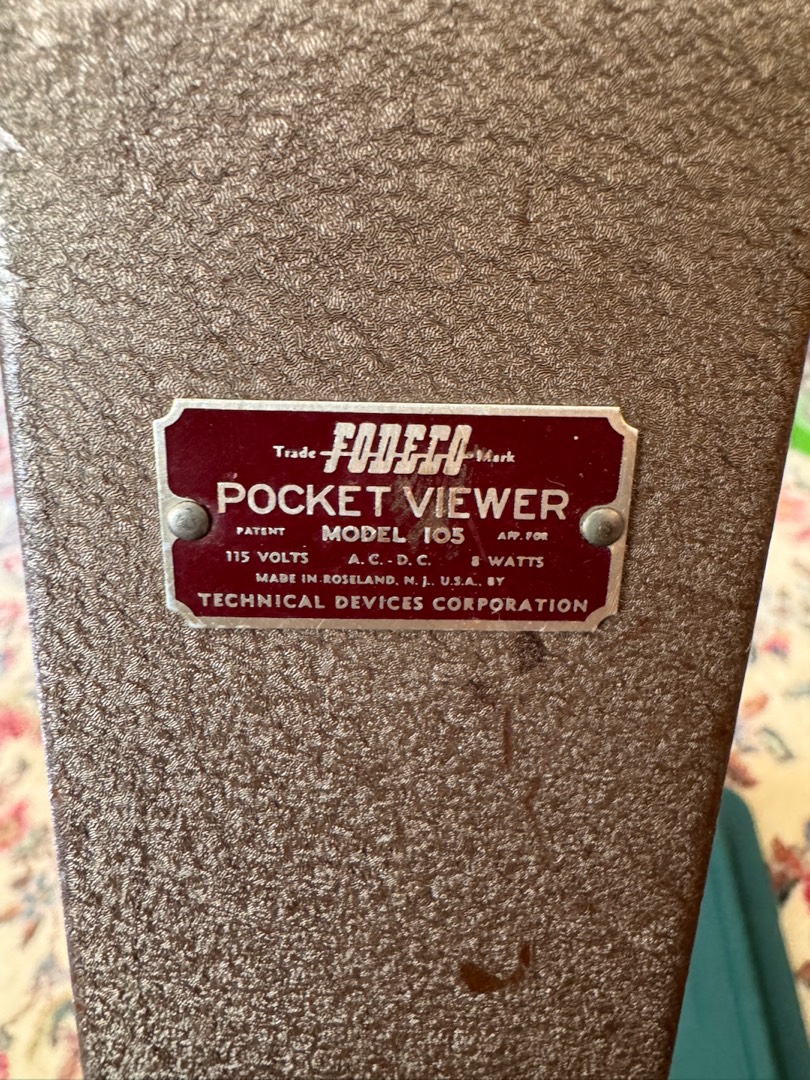 Trade FODECO Mark
POCKET VIEWER
PATENT MODEL 105 APP. FOR
115 VOLTS A.C.-D.C. 8 WATTS
MADE IN ROSELAND, N. J., U.S.A., BY
TECHNICAL DEVICES CORPORATION